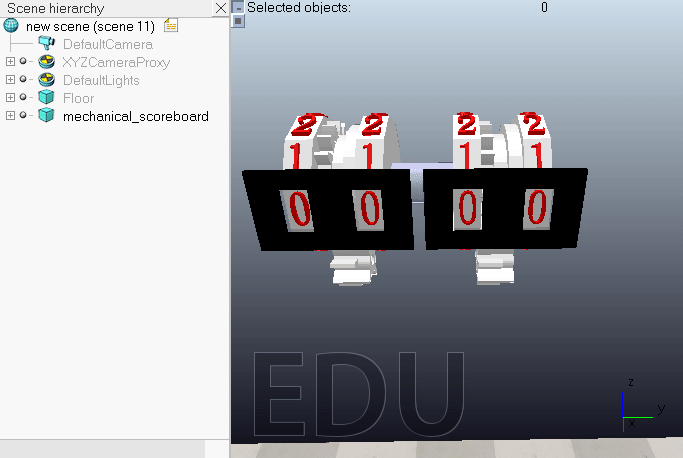 Scene hierarchy
new scene (scene 11)
DefaultCamera
XYZCameraProxy
DefaultLights
Floor
mechanical_scoreboard
Selected objects: 0
2 2 2 2
1 1 1 1
0 0 0 0
EDU
z
y
x